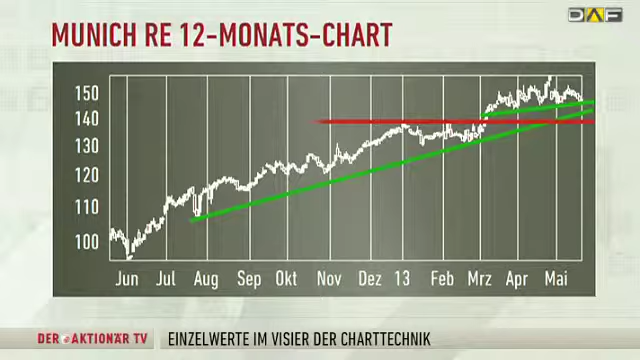 DAF
MUNICH RE 12-MONATS-CHART
150
140
130
120
110
100
Jun Jul Aug Sep Okt Nov Dez 13 Feb Mrz Apr Mai
DER AKTIONÄR TV EINZELWERTE IM VISIER DER CHARTTECHNIK